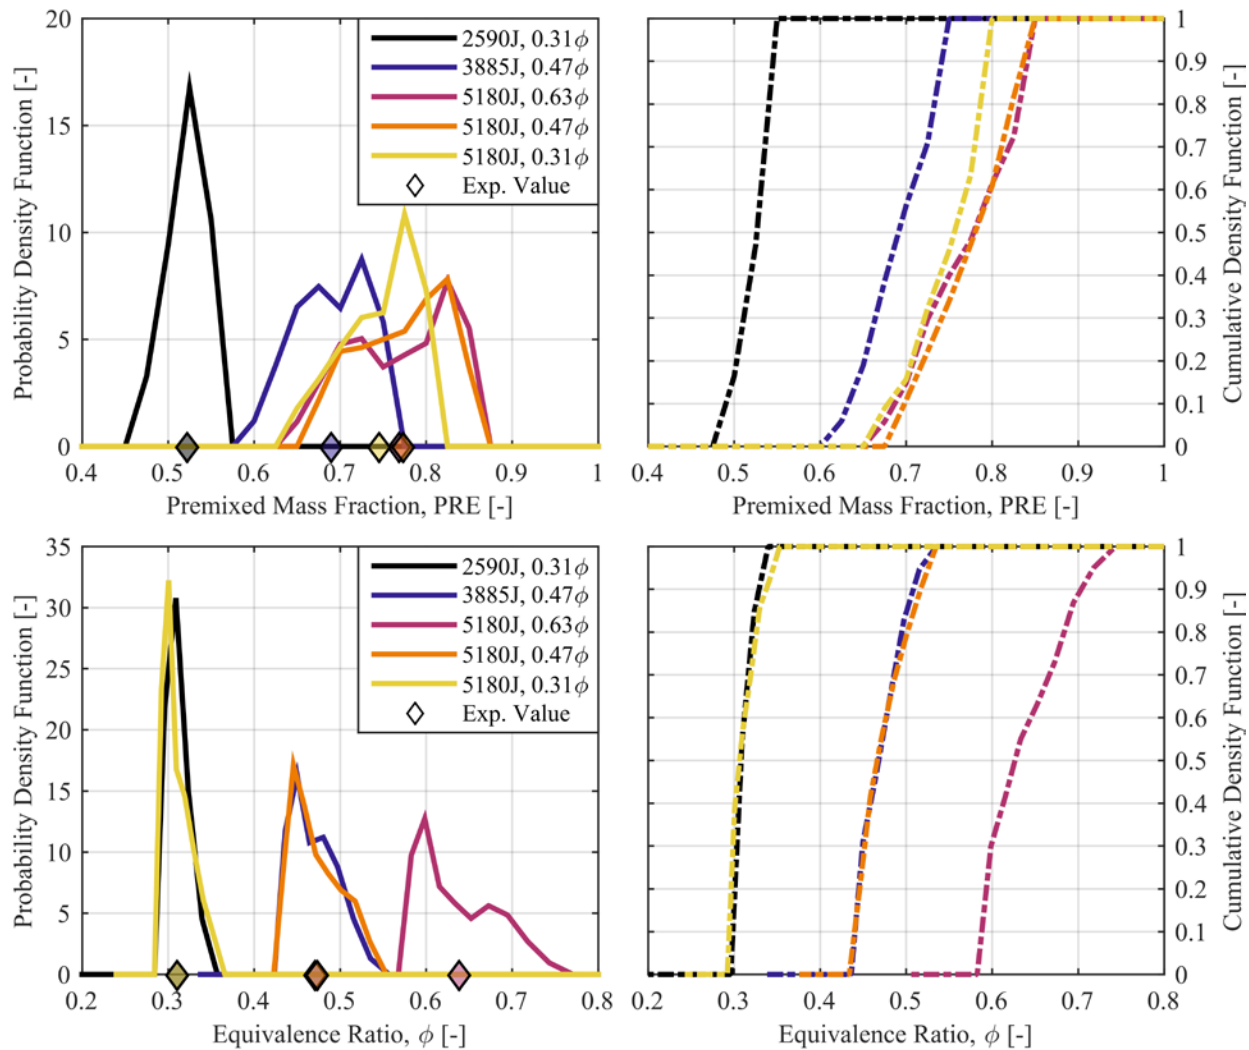 Probability Density Function [-]
20
15
10
5
0
2590J, 0.31ϕ
3885J, 0.47ϕ
5180J, 0.63ϕ
5180J, 0.47ϕ
5180J, 0.31ϕ
Exp. Value
0.4 0.5 0.6 0.7 0.8 0.9 1
Premixed Mass Fraction, PRE [-]
1
0.9
0.8
0.7
0.6
0.5
0.4
0.3
0.2
0.1
0
Cumulative Density Function [-]
0.4 0.5 0.6 0.7 0.8 0.9 1
Premixed Mass Fraction, PRE [-]
Probability Density Function [-]
35
30
25
20
15
10
5
0
2590J, 0.31ϕ
3885J, 0.47ϕ
5180J, 0.63ϕ
5180J, 0.47ϕ
5180J, 0.31ϕ
Exp. Value
0.2 0.3 0.4 0.5 0.6 0.7 0.8
Equivalence Ratio, ϕ [-]
1
0.9
0.8
0.7
0.6
0.5
0.4
0.3
0.2
0.1
0
Cumulative Density Function [-]
0.2 0.3 0.4 0.5 0.6 0.7 0.8
Equivalence Ratio, ϕ [-]